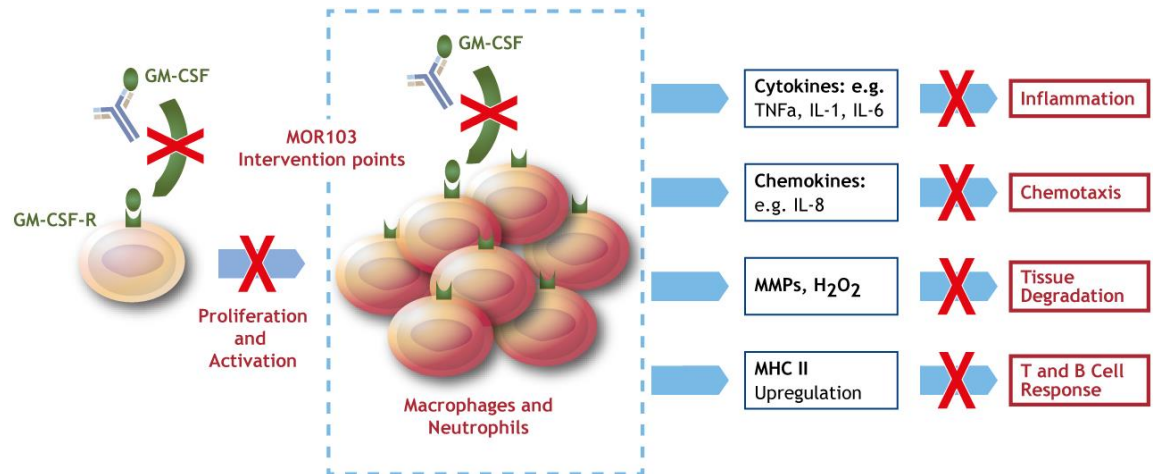 GM-CSF
GM-CSF-R
Proliferation
and
Activation
MOR103
Intervention points
GM-CSF
Macrophages and
Neutrophils
Cytokines: e.g.
TNFa, IL-1, IL-6
Inflammation
Chemokines:
e.g. IL-8
Chemotaxis
MMPs, H₂O₂
Tissue
Degradation
MHC II
Upregulation
T and B Cell
Response